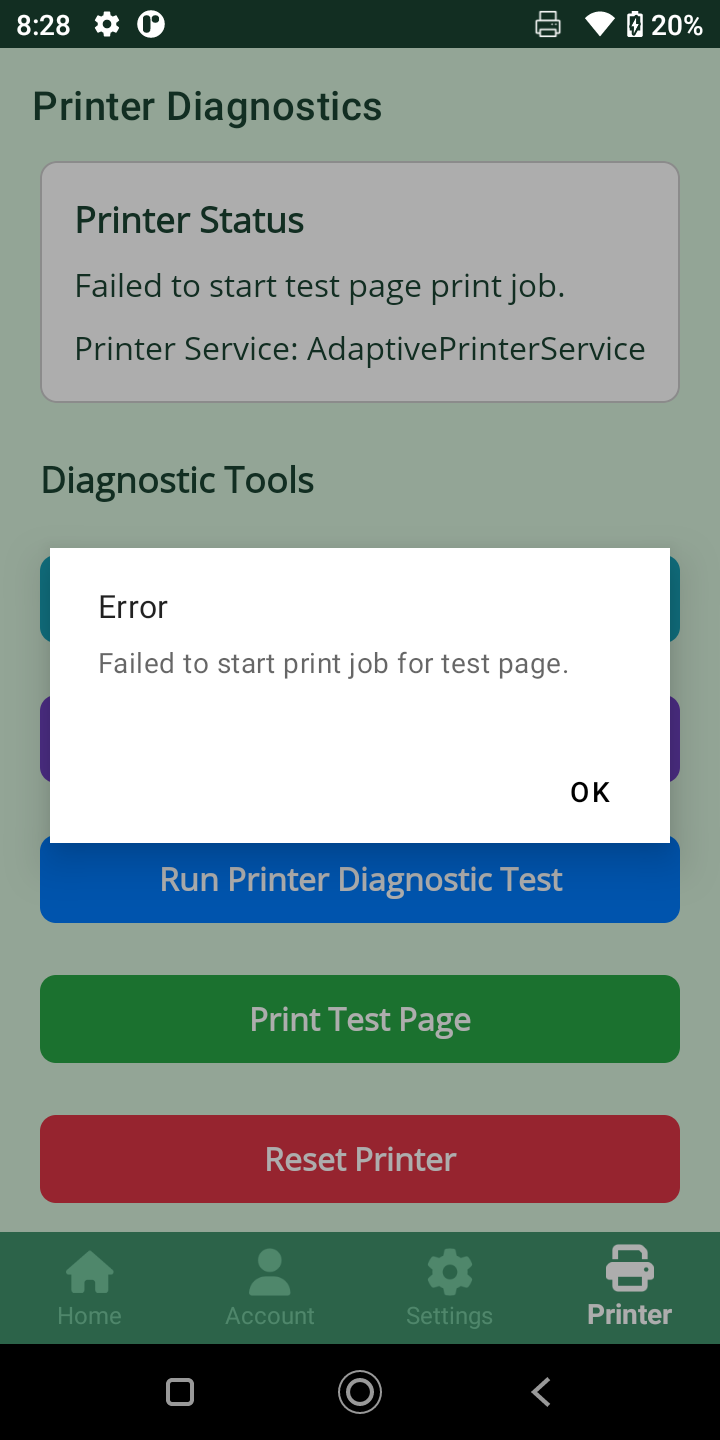 8:28
20%
Printer Diagnostics
Printer Status
Failed to start test page print job.
Printer Service: AdaptivePrinterService
Diagnostic Tools
Error
Failed to start print job for test page.
OK
Run Printer Diagnostic Test
Print Test Page
Reset Printer
Home
Account
Settings
Printer